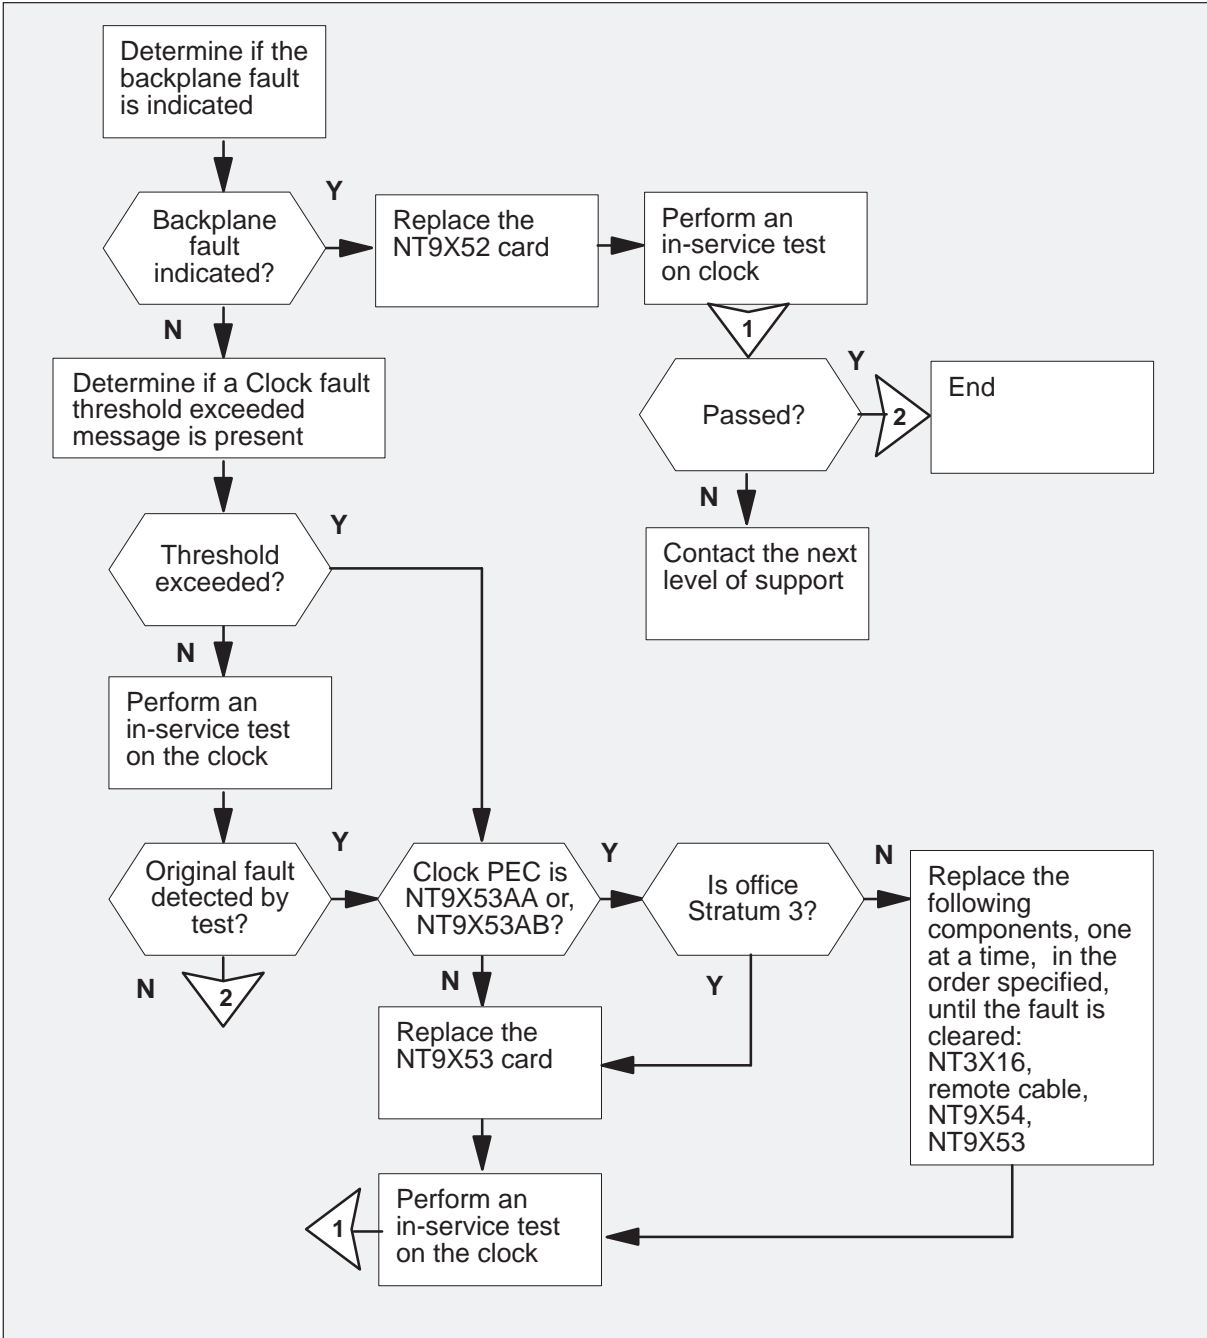 Determine if the
backplane fault
is indicated
Backplane
fault
indicated?
Y
N
Replace the
NT9X52 card
Perform an
in-service test
on clock
1
Passed?
Y
2
End
N
Contact the next
level of support
Determine if a Clock fault
threshold exceeded
message is present
Threshold
exceeded?
Y
N
Perform an
in-service test
on the clock
Original fault
detected by
test?
Y
N
2
Clock PEC is
NT9X53AA or,
NT9X53AB?
Y
N
Is office
Stratum 3?
N
Y
Replace the
following
components, one
at a time,  in the
order specified,
until the fault is
cleared:
NT3X16,
remote cable,
NT9X54,
NT9X53
Replace the
NT9X53 card
Perform an
in-service test
on the clock
1